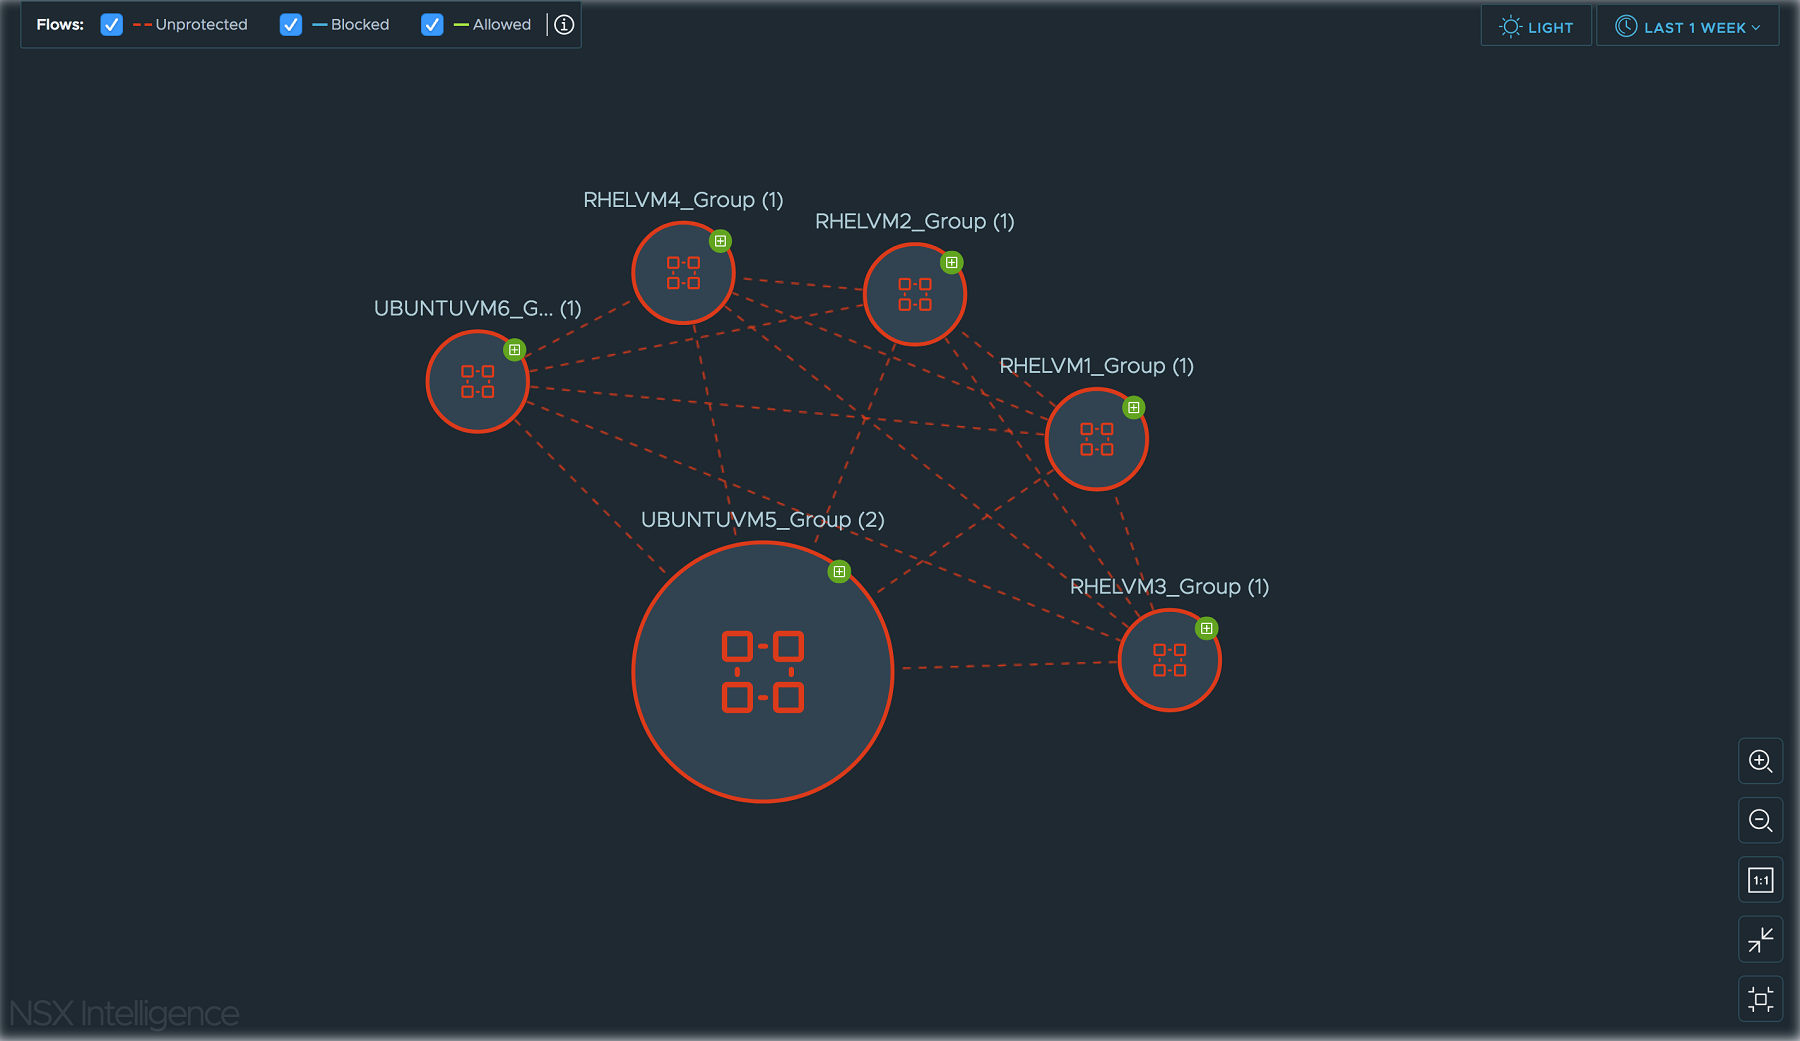 Flows: Unprotected Blocked Allowed
LIGHT
LAST 1 WEEK
RHELVM4_Group (1)
RHELVM2_Group (1)
UBUNTUVM6_G... (1)
RHELVM1_Group (1)
UBUNTUVM5_Group (2)
RHELVM3_Group (1)
1:1
NSX Intelligence